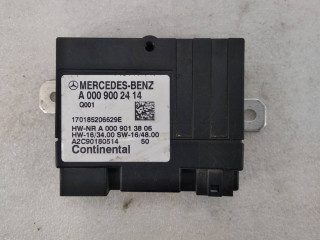 MERCEDES-BENZ
A 000 900 24 14
Q001
170185206629E
HW-NR A 000 901 38 06
HW-16/34.00 SW-16/48.00
A2C90180514 50
Continental